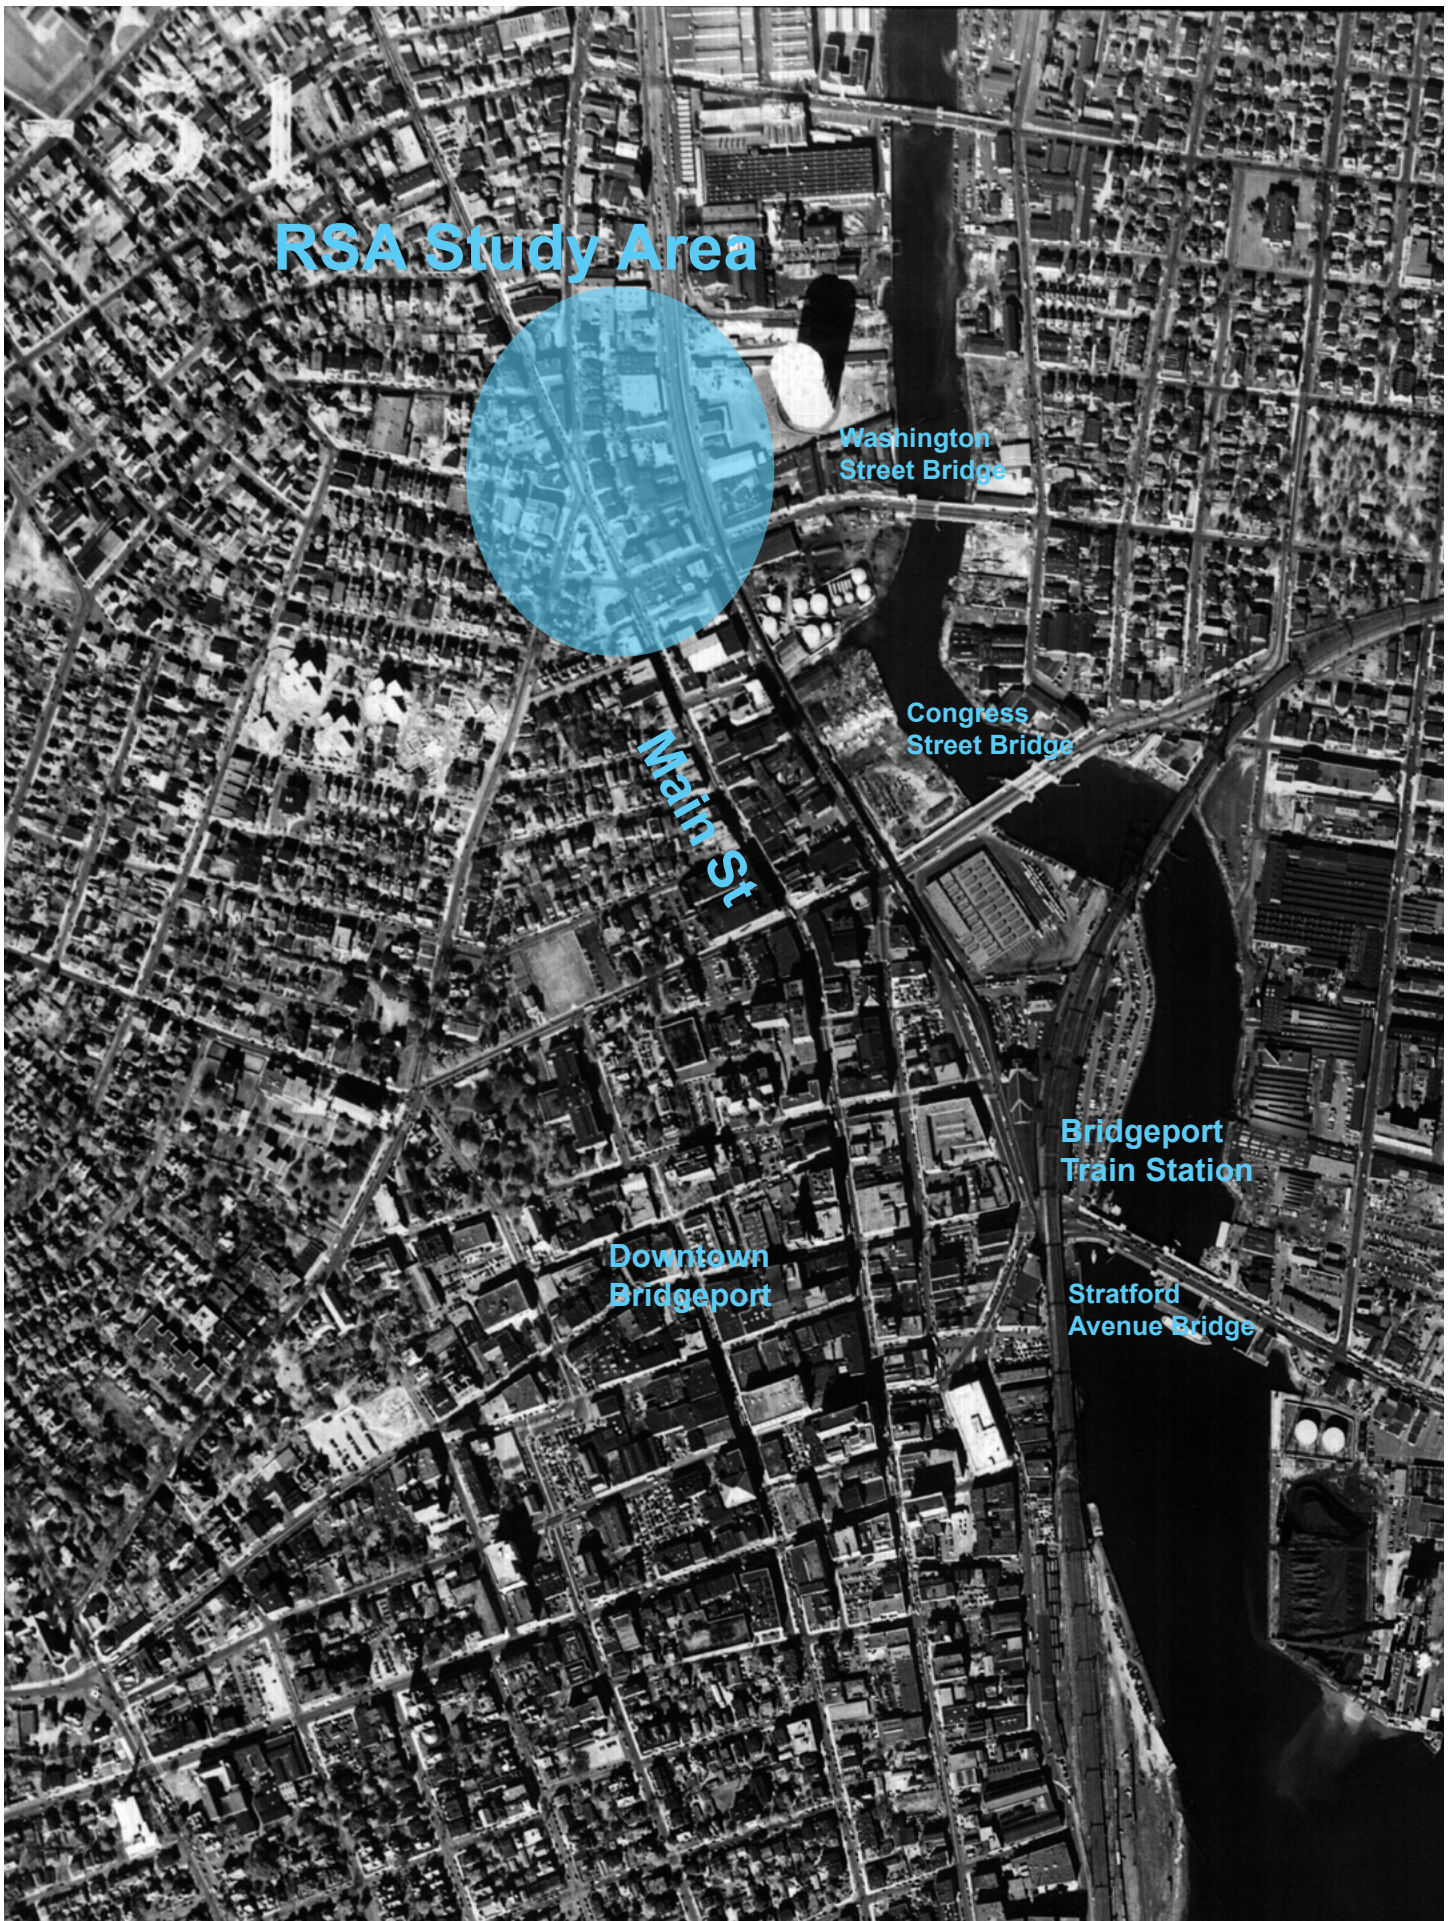 - 51
RSA Study Area
Washington
Street Bridge
Congress
Street Bridge
Main St
Bridgeport
Train Station
Downtown
Bridgeport
Stratford
Avenue Bridge